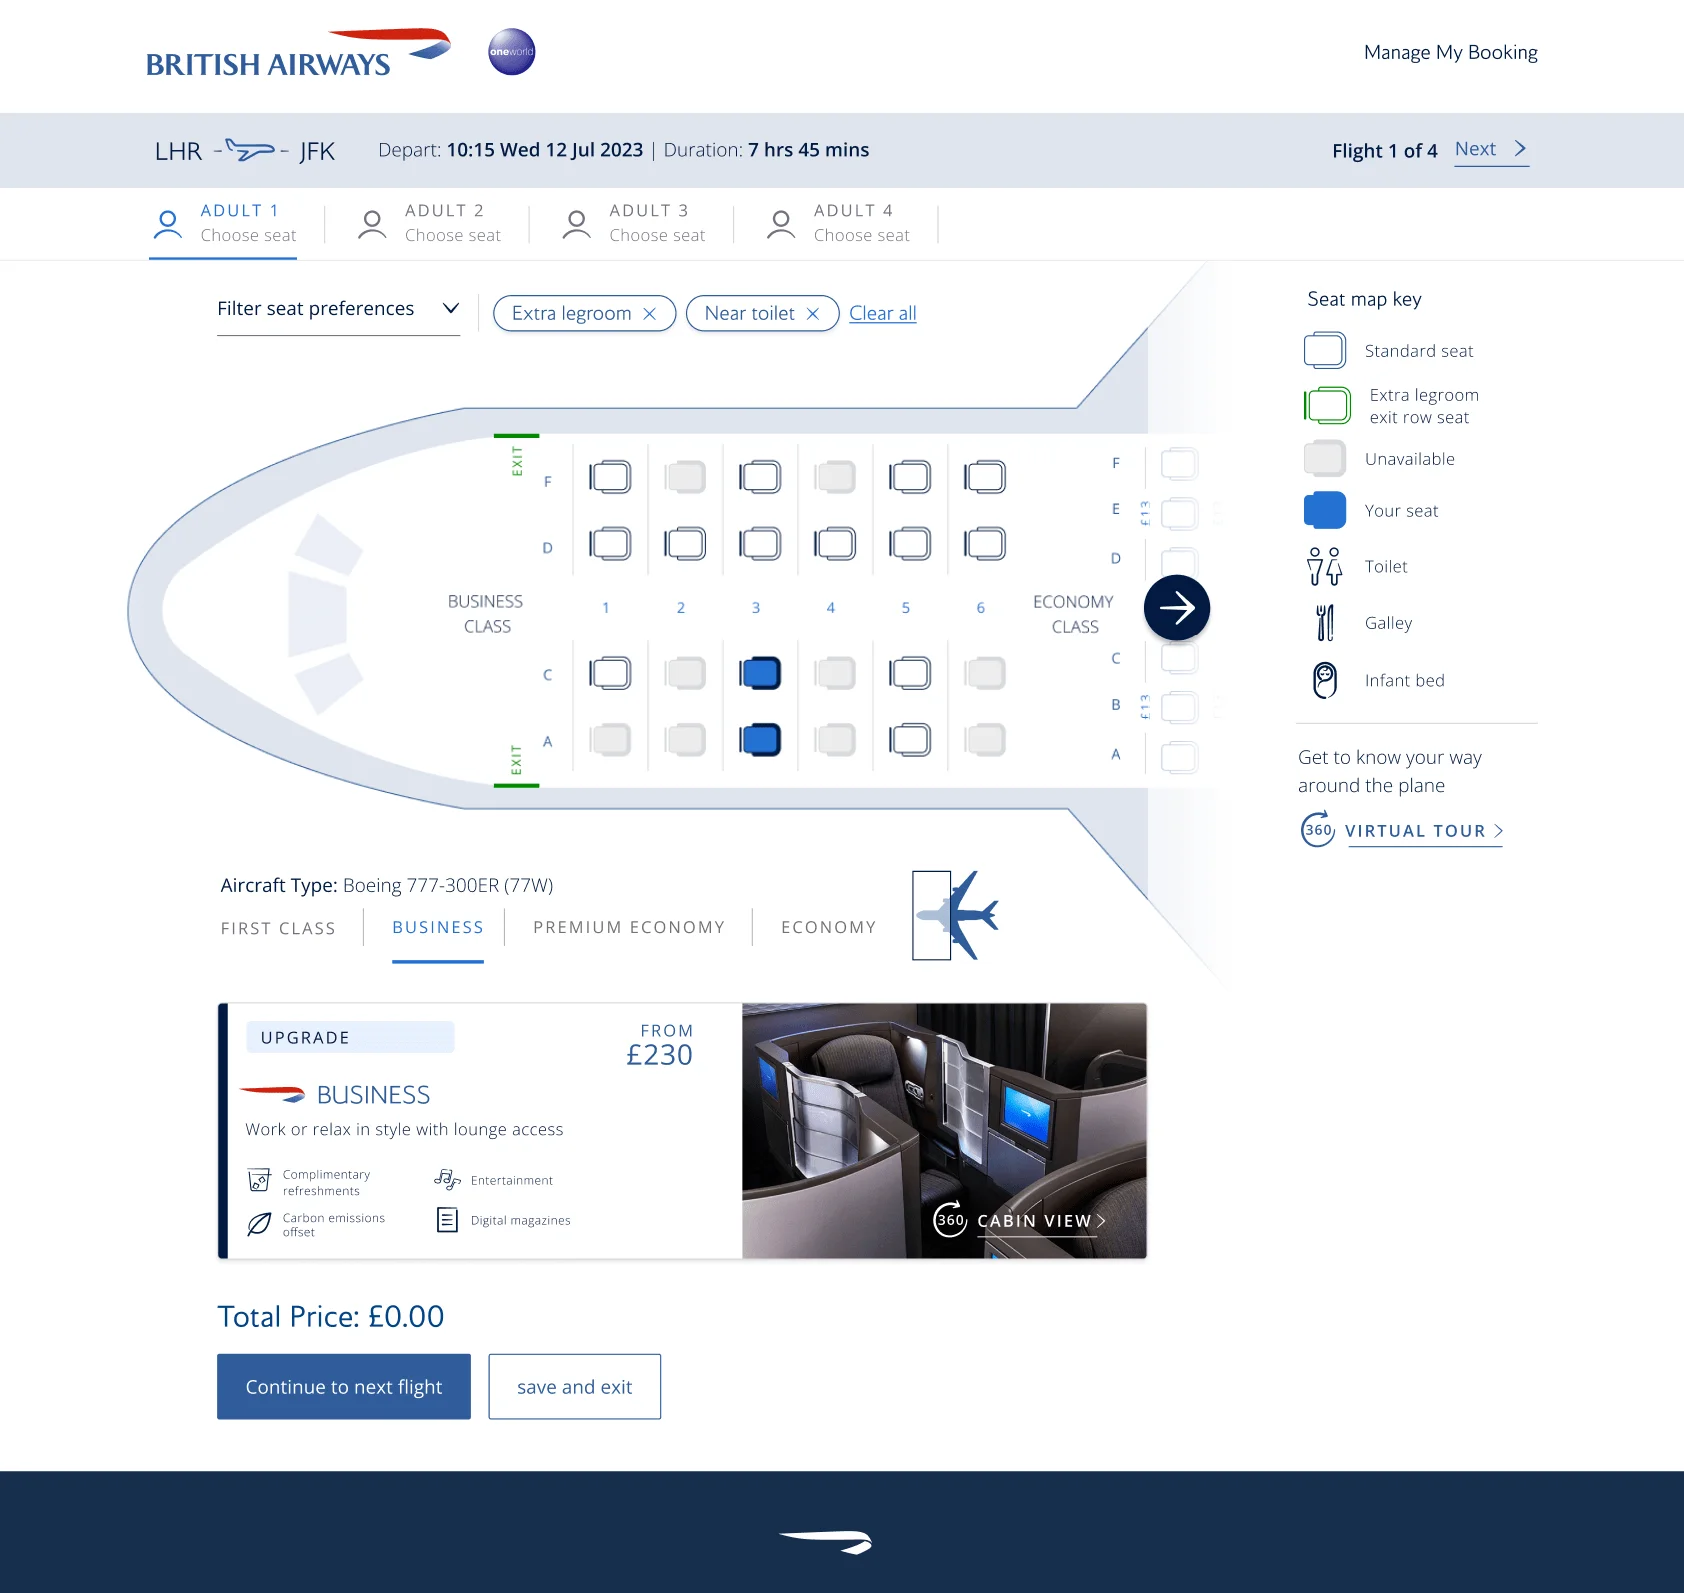 BRITISH AIRWAYS
oneworld
Manage My Booking
LHR JFK
Depart: 10:15 Wed 12 Jul 2023 | Duration: 7 hrs 45 mins
Flight 1 of 4
Next
ADULT 1
Choose seat
ADULT 2
Choose seat
ADULT 3
Choose seat
ADULT 4
Choose seat
Filter seat preferences
Extra legroom
Near toilet
Clear all
EXIT
F
D
BUSINESS
CLASS
1 2 3 4 5 6
C
A
EXIT
F
E
£13
D
ECONOMY
CLASS
C
B
£13
A
Seat map key
Standard seat
Extra legroom
exit row seat
Unavailable
Your seat
Toilet
Galley
Infant bed
Get to know your way
around the plane
360
VIRTUAL TOUR
Aircraft Type: Boeing 777-300ER (77W)
FIRST CLASS
BUSINESS
PREMIUM ECONOMY
ECONOMY
UPGRADE
FROM
£230
BUSINESS
Work or relax in style with lounge access
Complimentary
refreshments
Entertainment
Carbon emissions
offset
Digital magazines
360
CABIN VIEW
Total Price: £0.00
Continue to next flight
save and exit